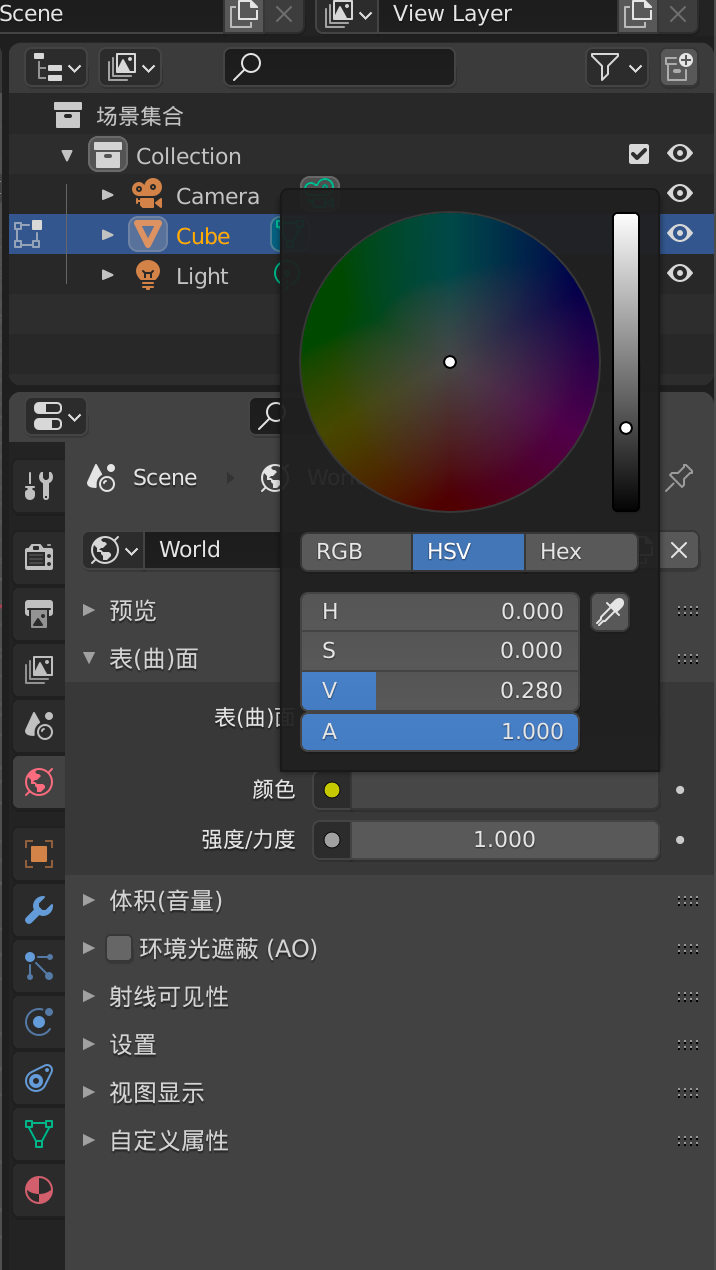 Scene
View Layer
场景集合
Collection
Camera
Cube
Light
Scene
World
RGB
HSV
Hex
H 0.000
S 0.000
V 0.280
A 1.000
预览
表(曲)面
表(曲)面
颜色
强度/力度 1.000
体积(音量)
环境光遮蔽 (AO)
射线可见性
设置
视图显示
自定义属性